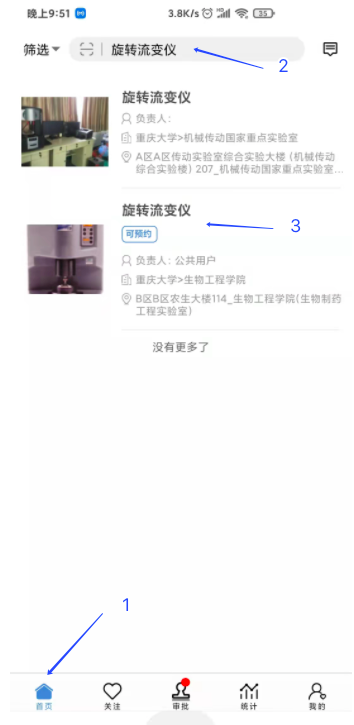 晚上9:51 3.8K/s 35
筛选 旋转流变仪
2
旋转流变仪
负责人:
重庆大学>机械传动国家重点实验室
A区A区传动实验室综合实验大楼 (机械传动
综合实验楼) 207_机械传动国家重点实验室...
旋转流变仪
3
可预约
负责人: 公共用户
重庆大学>生物工程学院
B区B区农生大楼114_生物工程学院(生物制药
工程实验室)
没有更多了
1
首页 关注 审批 统计 我的